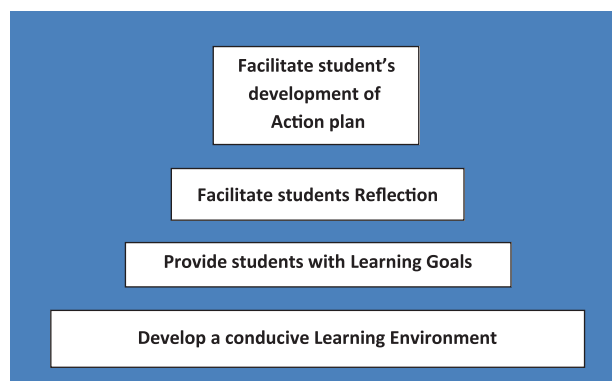 Facilitate student’s
development of
Action plan
Facilitate students Reflection
Provide students with Learning Goals
Develop a conducive Learning Environment